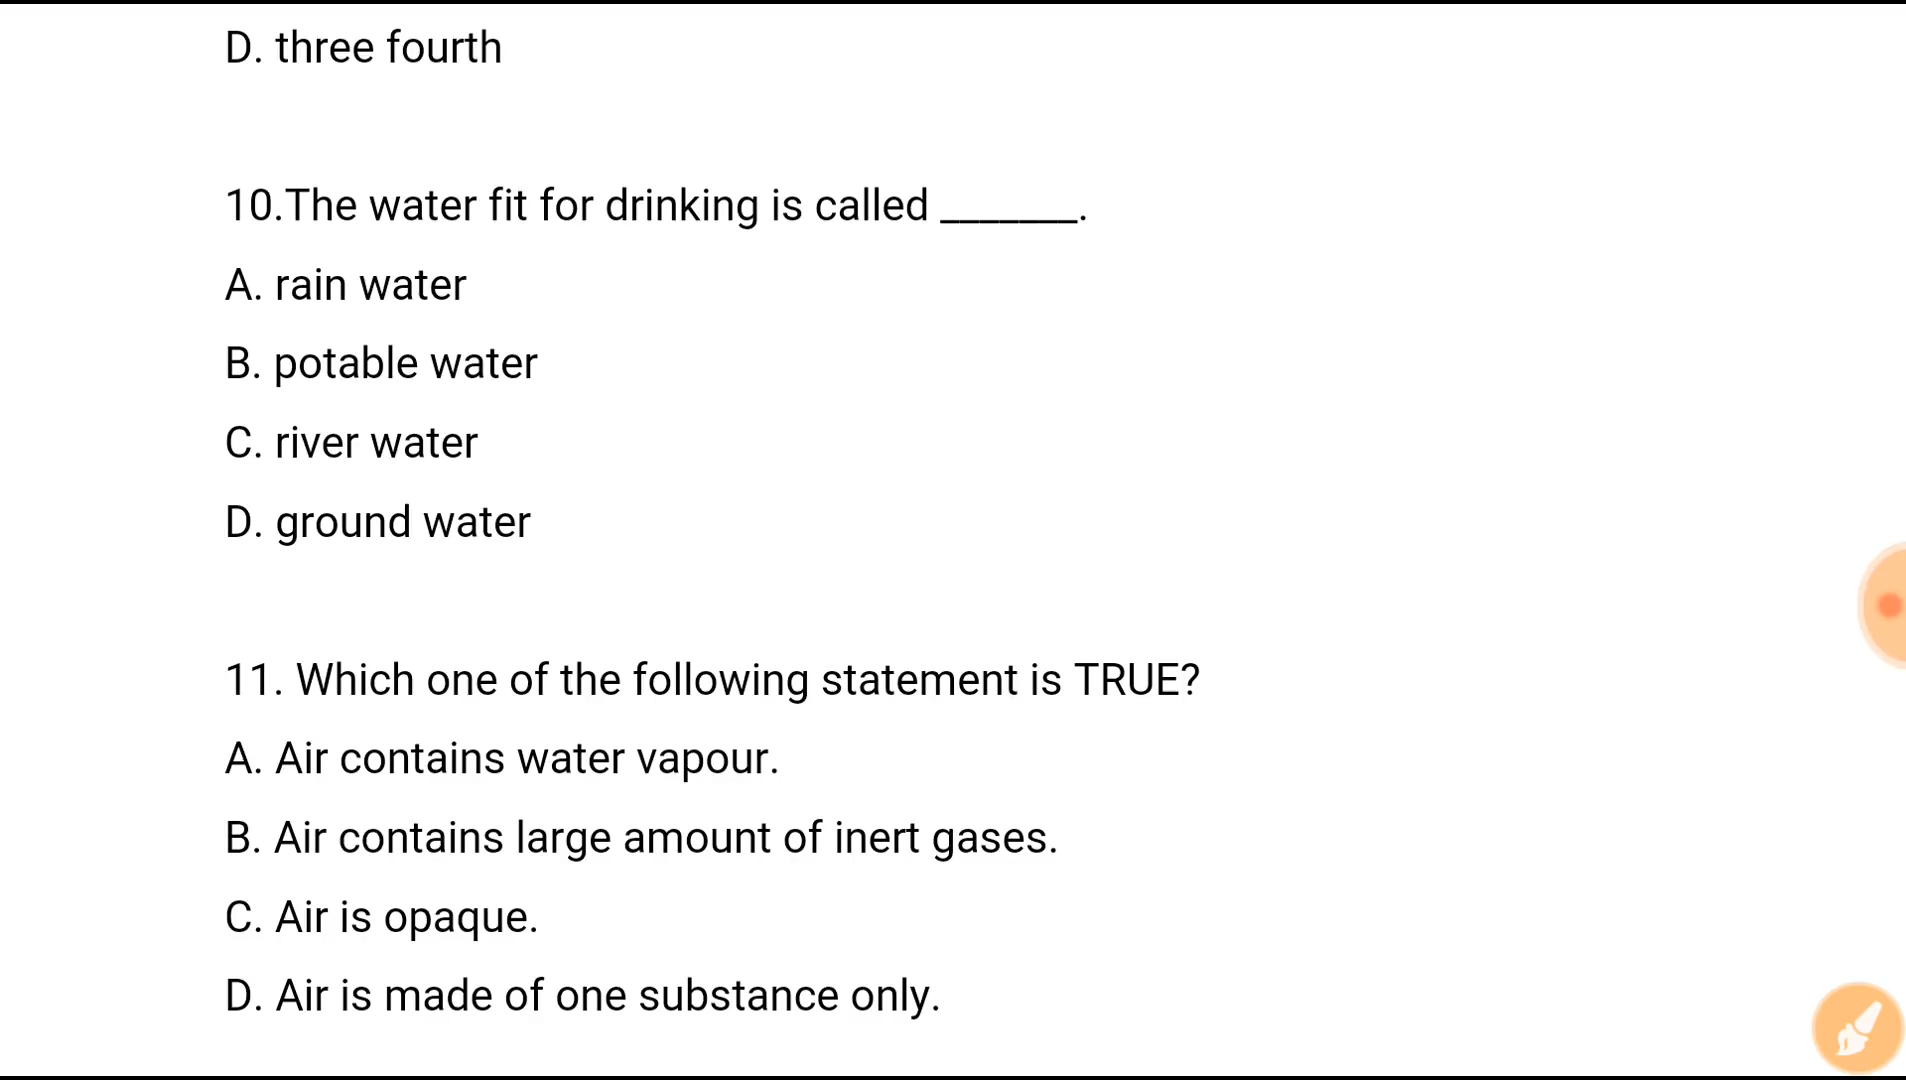 D. three fourth
10.The water fit for drinking is called _______.
A. rain water
B. potable water
C. river water
D. ground water
11. Which one of the following statement is TRUE?
A. Air contains water vapour.
B. Air contains large amount of inert gases.
C. Air is opaque.
D. Air is made of one substance only.